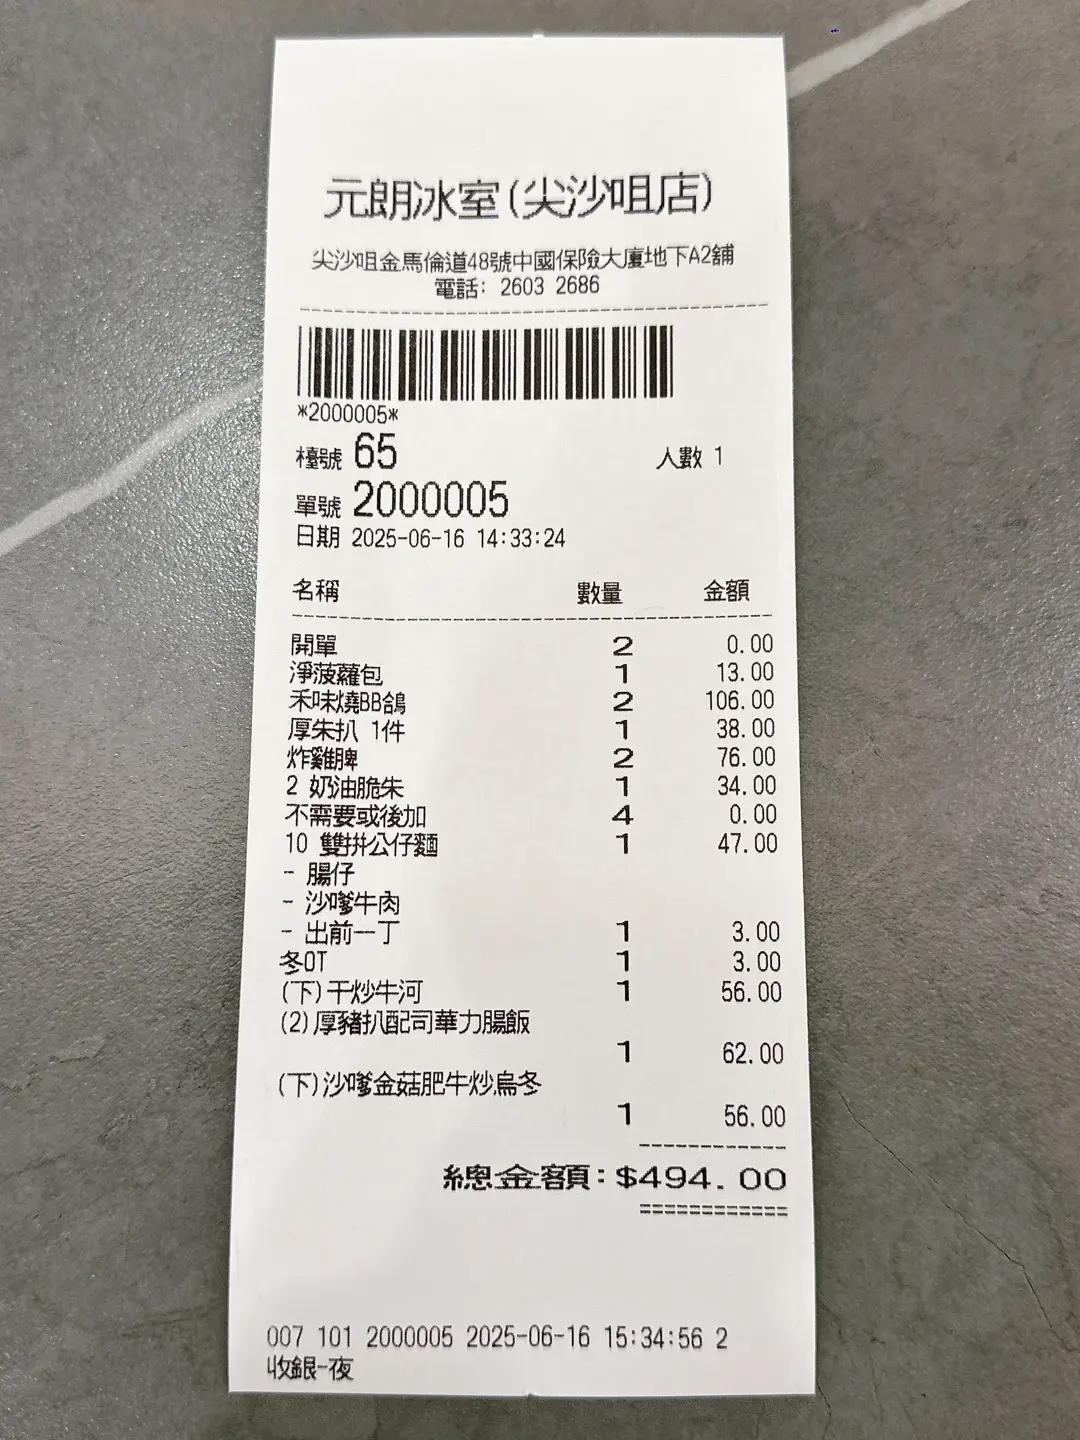 元朗冰室(尖沙咀店)
尖沙咀金馬倫道48號中國保險大廈地下A2舖
電話: 2603 2686
*2000005*
檯號 65 人數 1
單號 2000005
日期 2025-06-16 14:33:24
名稱 數量 金額
開單 2 0.00
淨菠蘿包 1 13.00
禾味燒BB鴿 2 106.00
厚朱扒 1件 1 38.00
炸雞脾 2 76.00
2 奶油脆朱 1 34.00
不需要或後加 4 0.00
10 雙拼公仔麵 1 47.00
- 腸仔
- 沙嗲牛肉
- 出前一丁 1 3.00
冬OT 1 3.00
(下)干炒牛河 1 56.00
(2)厚豬扒配司華力腸飯
1 62.00
(下)沙嗲金菇肥牛炒烏冬
1 56.00
總金額:$494.00
007 101 2000005 2025-06-16 15:34:56 2
收銀-夜